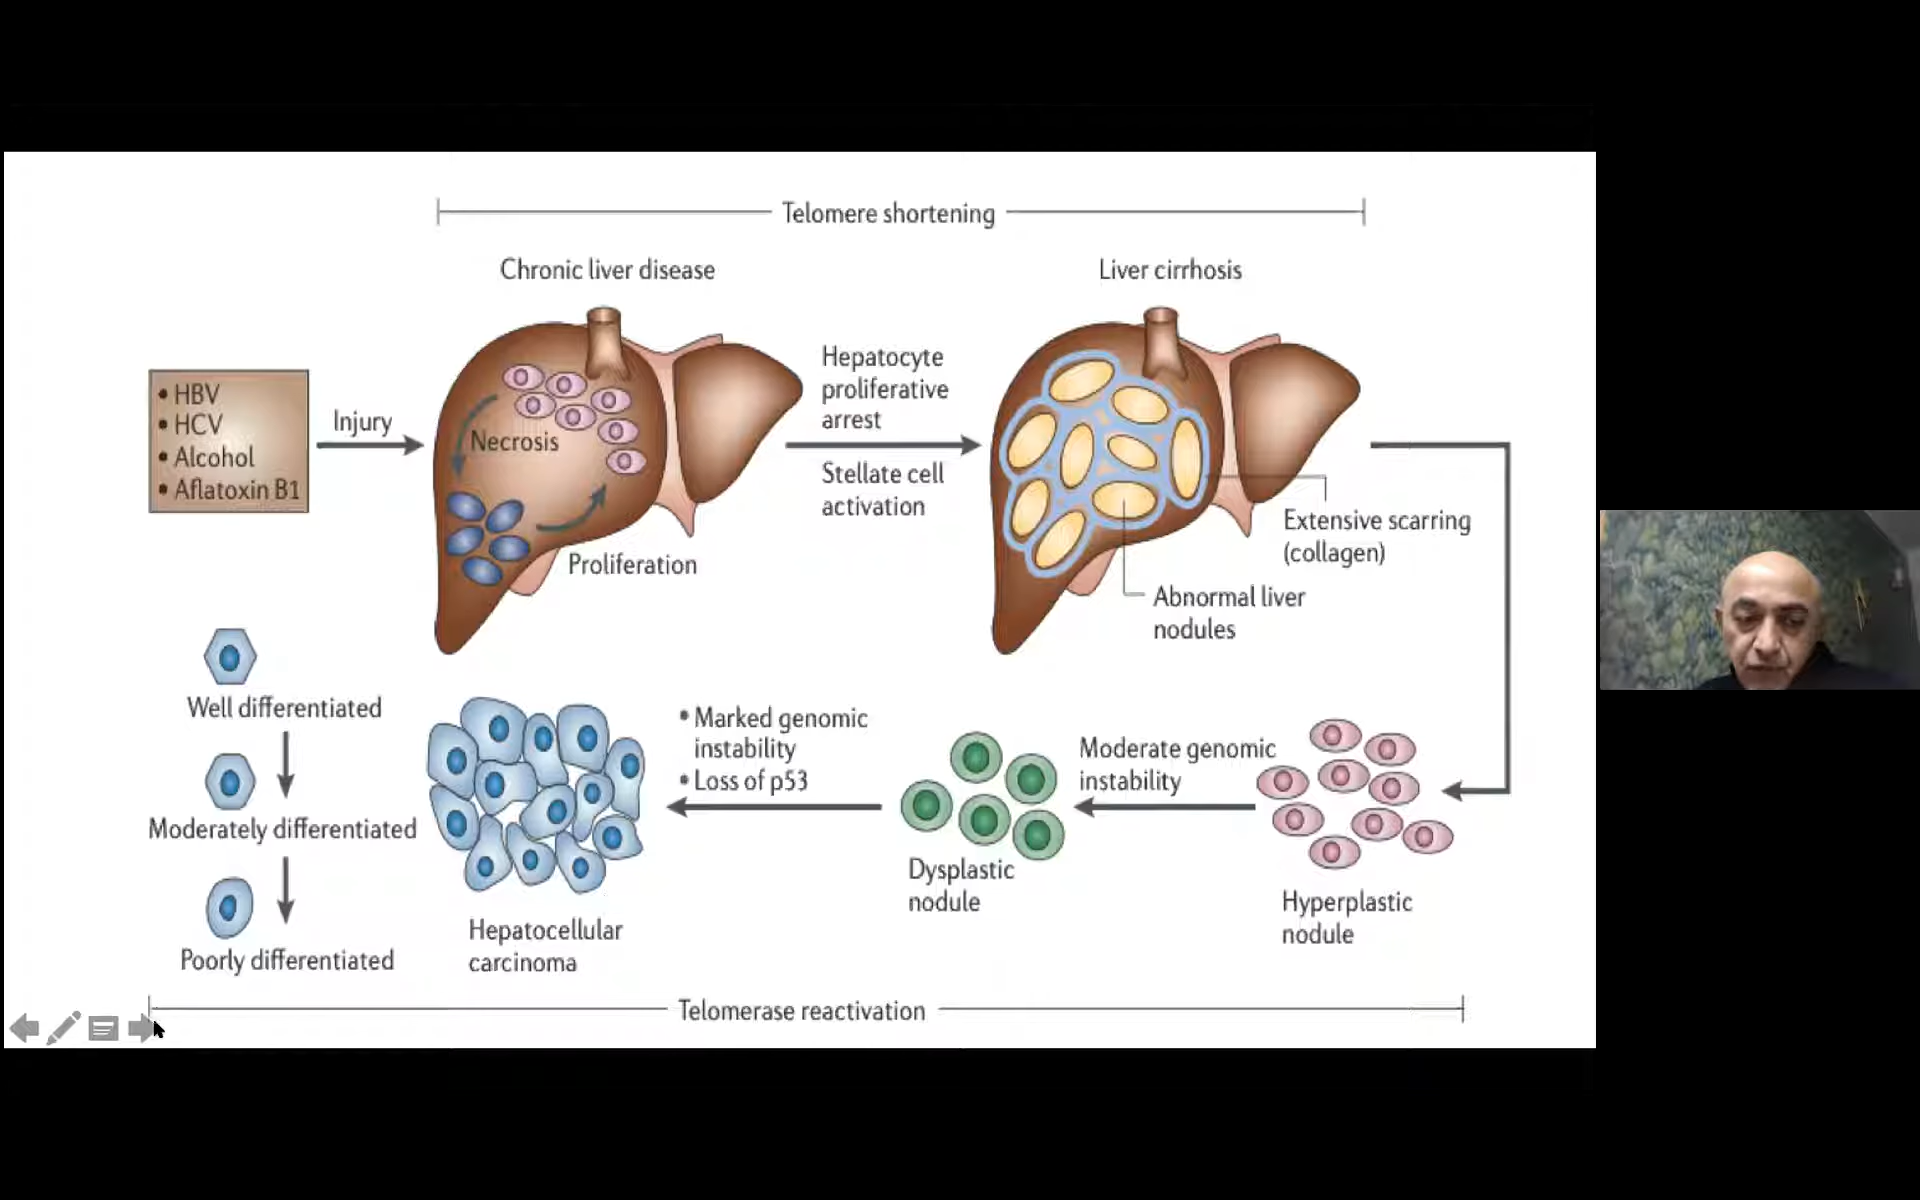 Telomere shortening
Chronic liver disease
Liver cirrhosis
• HBV
• HCV
• Alcohol
• Aflatoxin B1
Injury
Necrosis
Proliferation
Hepatocyte
proliferative
arrest
Stellate cell
activation
Extensive scarring
(collagen)
Abnormal liver
nodules
Hyperplastic
nodule
Moderate genomic
instability
Dysplastic
nodule
• Marked genomic
instability
• Loss of p53
Hepatocellular
carcinoma
Well differentiated
Moderately differentiated
Poorly differentiated
Telomerase reactivation